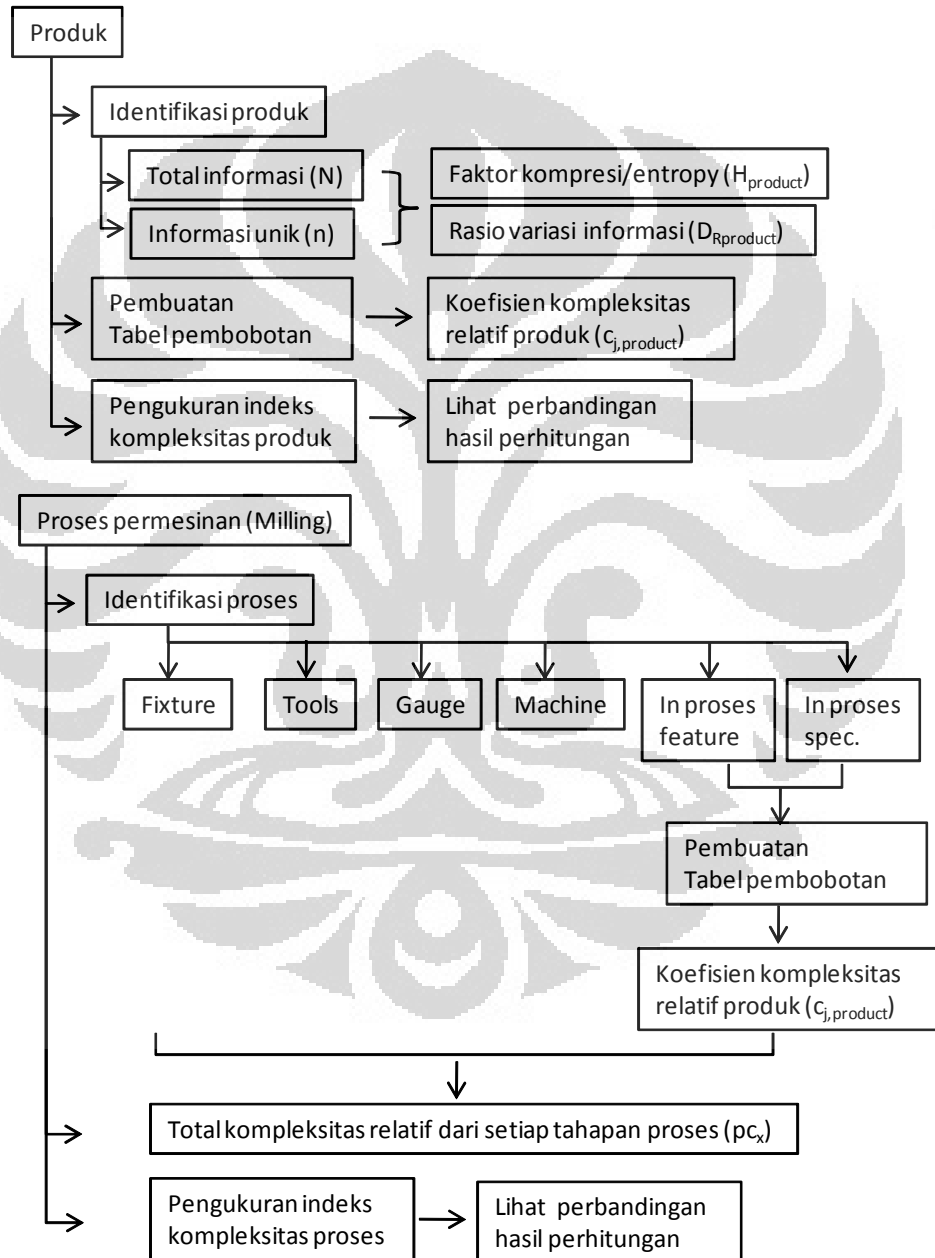 Produk
Identifikasi produk
Total informasi (N)
Informasi unik (n)
Faktor kompresi/entropy (Hproduct)
Rasio variasi informasi (DRproduct)
Pembuatan
Tabel pembobotan
Koefisien kompleksitas
relatif produk (cj,product)
Pengukuran indeks
kompleksitas produk
Lihat perbandingan
hasil perhitungan
Proses permesinan (Milling)
Identifikasi proses
Fixture
Tools
Gauge
Machine
In proses
feature
In proses
spec.
Pembuatan
Tabel pembobotan
Koefisien kompleksitas
relatif produk (cj,product)
Total kompleksitas relatif dari setiap tahapan proses (pcx)
Pengukuran indeks
kompleksitas proses
Lihat perbandingan
hasil perhitungan